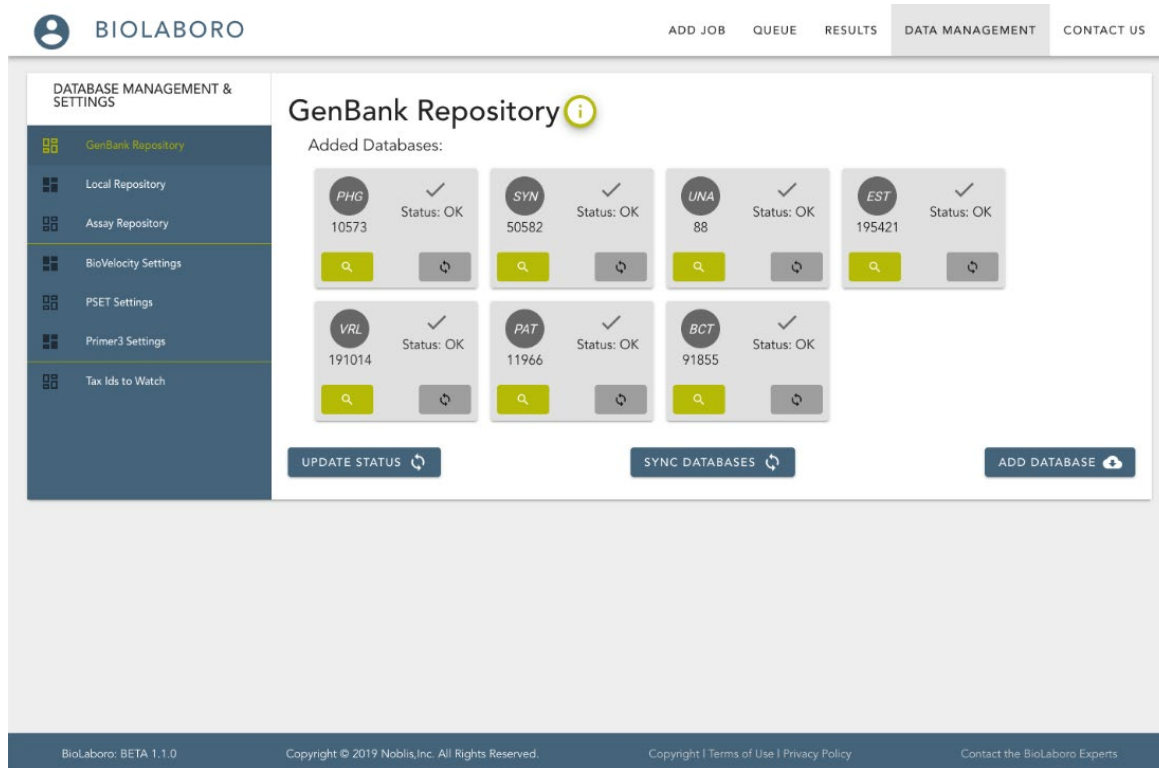 BIOLABORO
ADD JOB QUEUE RESULTS DATA MANAGEMENT CONTACT US
DATABASE MANAGEMENT &
SETTINGS
GenBank Repository
Local Repository
Assay Repository
BioVelocity Settings
PSET Settings
Primer3 Settings
Tax Ids to Watch
GenBank Repository i
Added Databases:
PHG
10573
Status: OK
SYN
50582
Status: OK
UNA
88
Status: OK
EST
195421
Status: OK
VRL
191014
Status: OK
PAT
11966
Status: OK
BCT
91855
Status: OK
UPDATE STATUS
SYNC DATABASES
ADD DATABASE
BioLaboro: BETA 1.1.0 Copyright © 2019 Noblis,Inc. All Rights Reserved. Copyright | Terms of Use | Privacy Policy Contact the BioLaboro Experts